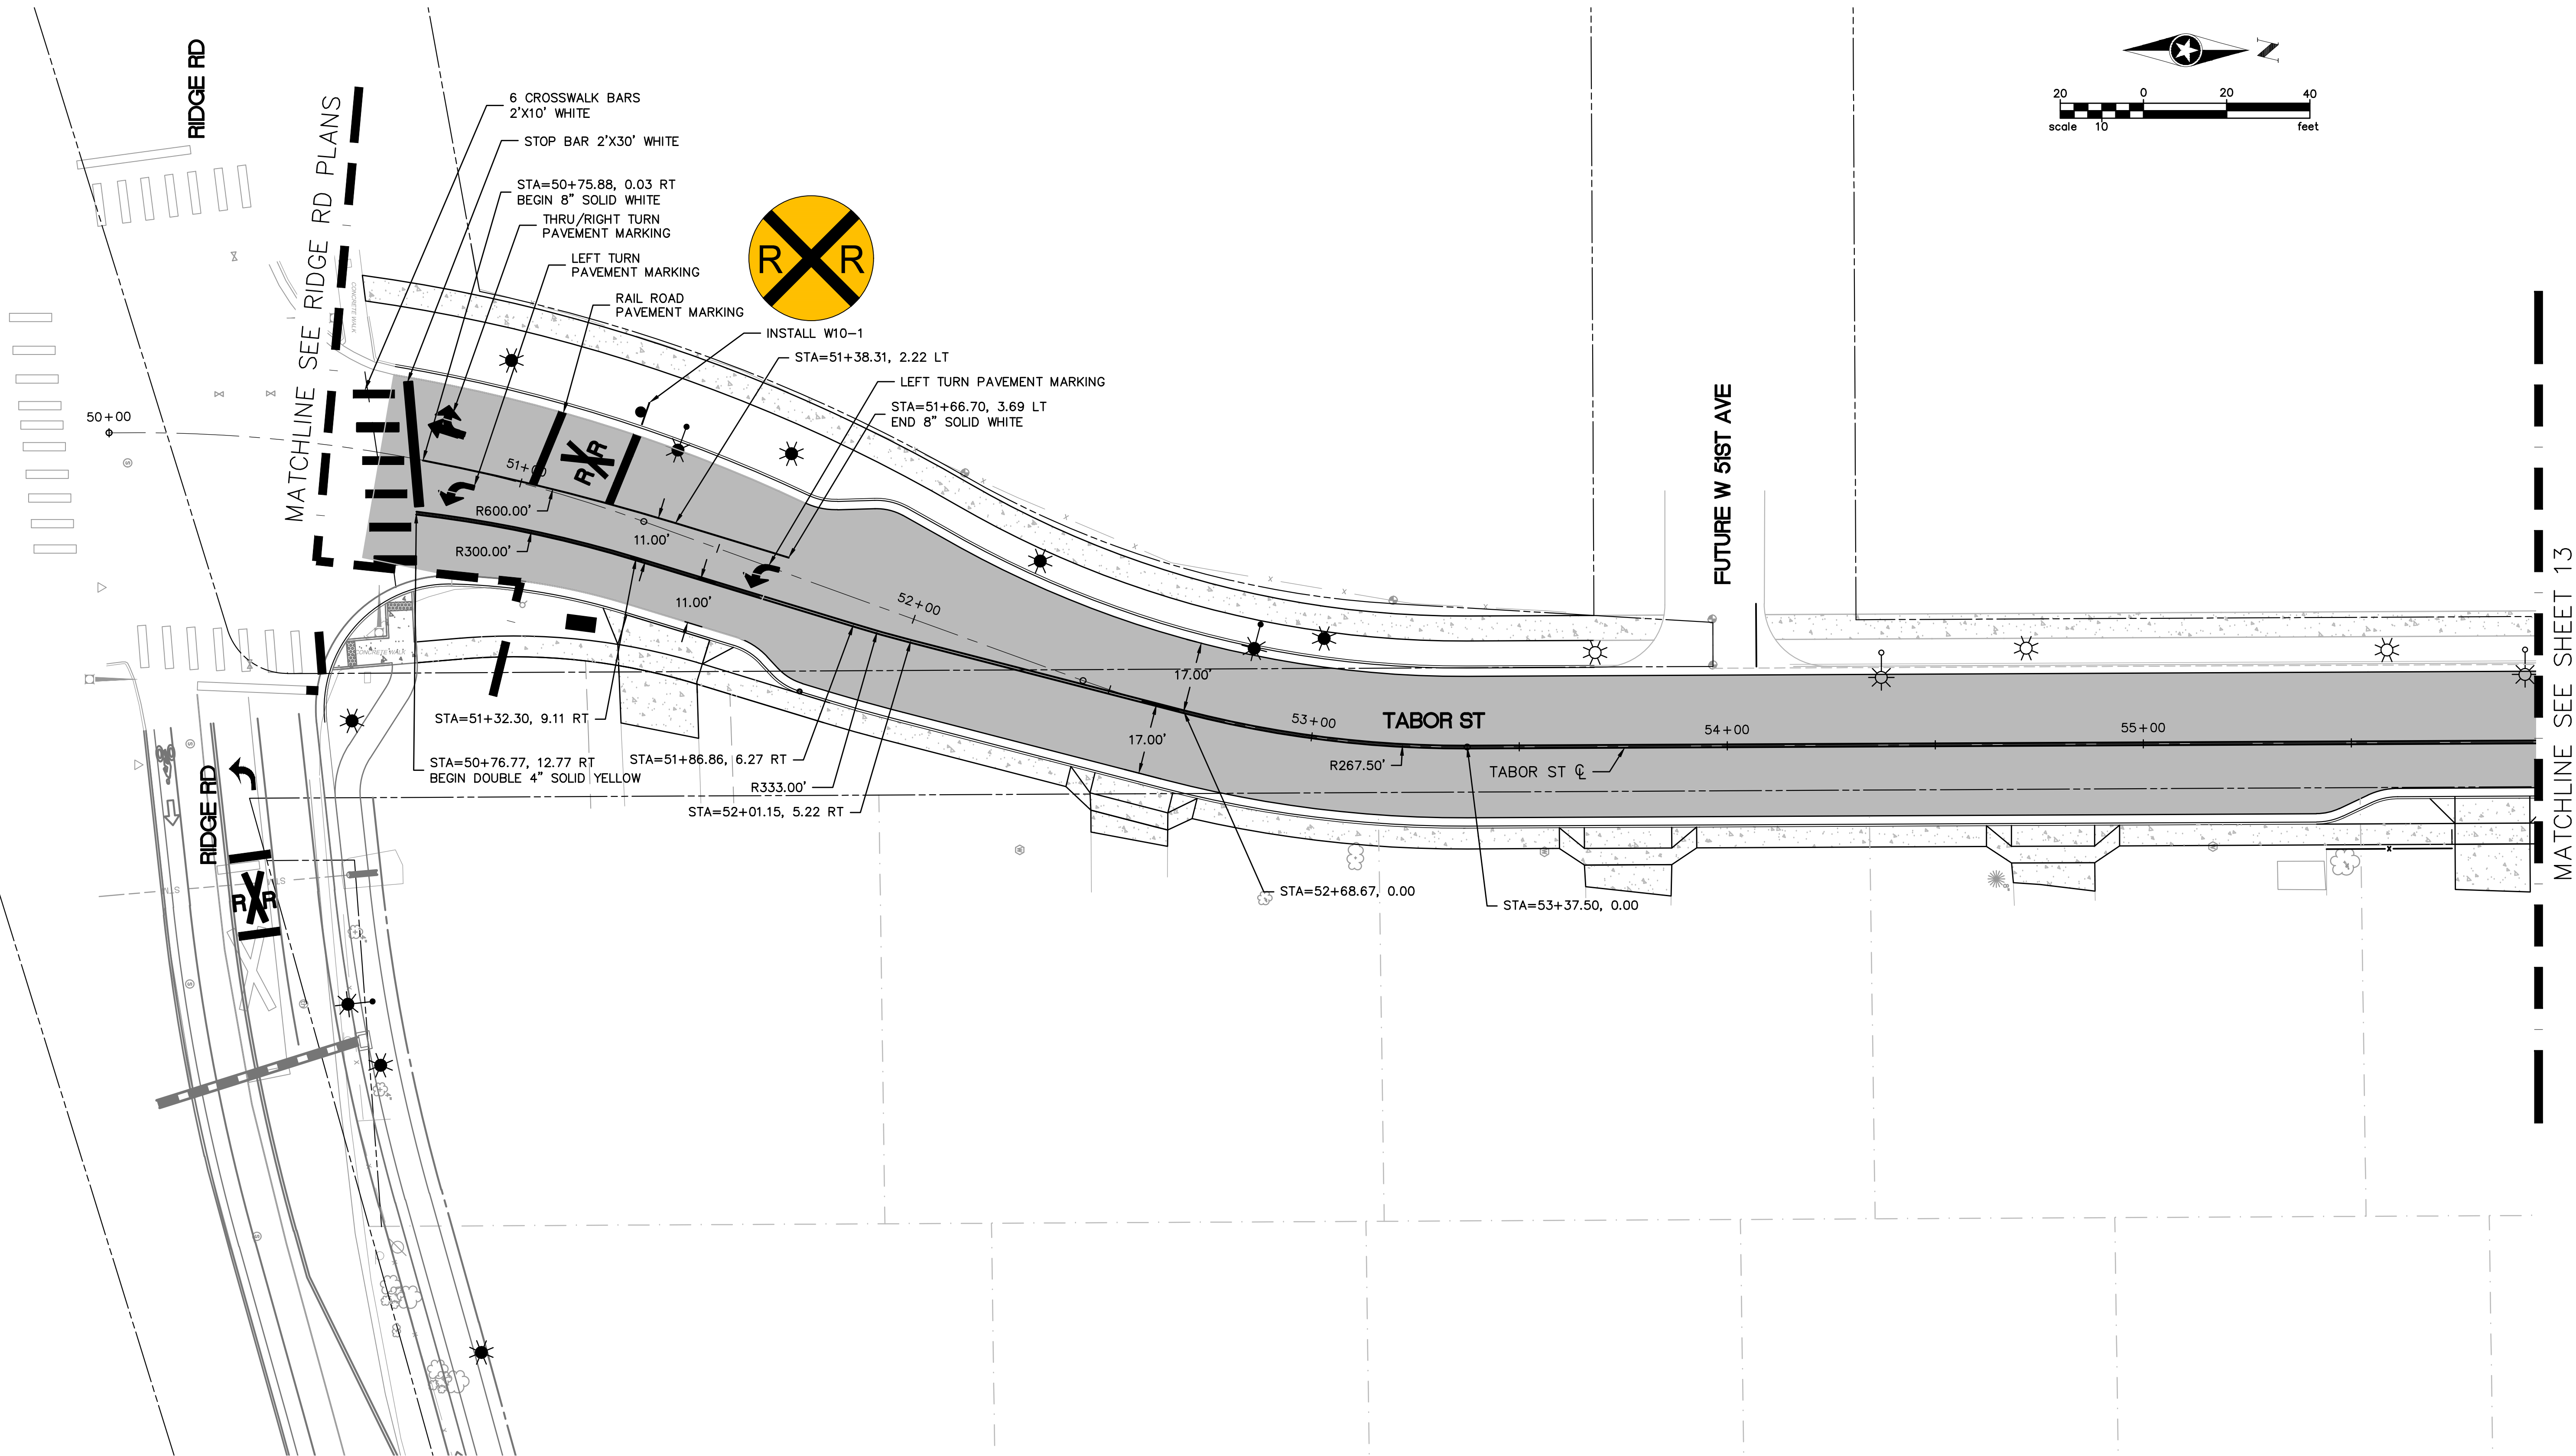 RIDGE RD
MATCHLINE SEE RIDGE RD PLANS
6 CROSSWALK BARS
2'X10' WHITE
STOP BAR 2'X30' WHITE
STA=50+75.88, 0.03 RT
BEGIN 8" SOLID WHITE
THRU/RIGHT TURN
PAVEMENT MARKING
LEFT TURN
PAVEMENT MARKING
RAIL ROAD
PAVEMENT MARKING
R R
INSTALL W10-1
STA=51+38.31, 2.22 LT
LEFT TURN PAVEMENT MARKING
STA=51+66.70, 3.69 LT
END 8" SOLID WHITE
N
20 0 20 40
scale 10 feet
CONCRETE WALK
50+00
51+00
R R
R600.00'
R300.00'
11.00'
11.00'
52+00
FUTURE W 51ST AVE
MATCHLINE SEE SHEET 13
CONCRETE WALK
17.00'
17.00'
53+00
TABOR ST
54+00
55+00
R267.50'
TABOR ST ℄
STA=51+32.30, 9.11 RT
STA=50+76.77, 12.77 RT
BEGIN DOUBLE 4" SOLID YELLOW
STA=51+86.86, 6.27 RT
R333.00'
STA=52+01.15, 5.22 RT
STA=52+68.67, 0.00
STA=53+37.50, 0.00
RIDGE RD
R R